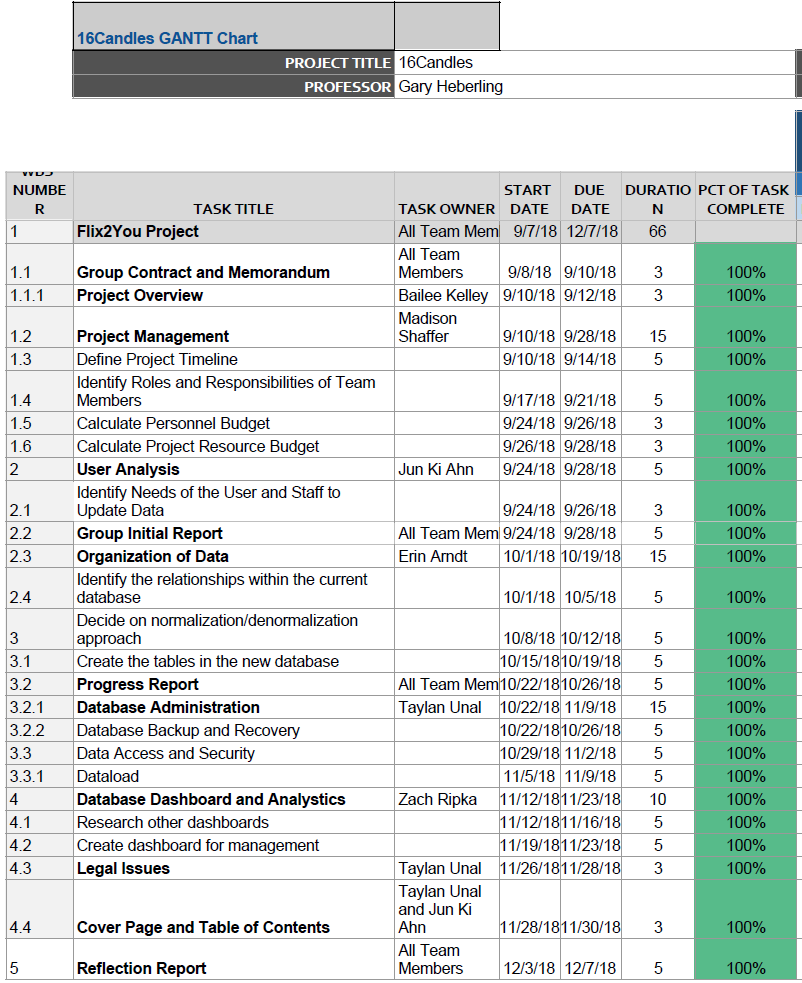 16Candles GANTT Chart
PROJECT TITLE 16Candles
PROFESSOR Gary Heberling
WBS
NUMBE START DUE DURATIO PCT OF TASK
R TASK TITLE TASK OWNER DATE DATE N COMPLETE
1 Flix2You Project All Team Mem 9/7/18 12/7/18 66
All Team
1.1 Group Contract and Memorandum Members 9/8/18 9/10/18 3 100%
1.1.1 Project Overview Bailee Kelley 9/10/18 9/12/18 3 100%
Madison
1.2 Project Management Shaffer 9/10/18 9/28/18 15 100%
1.3 Define Project Timeline 9/10/18 9/14/18 5 100%
Identify Roles and Responsibilities of Team
1.4 Members 9/17/18 9/21/18 5 100%
1.5 Calculate Personnel Budget 9/24/18 9/26/18 3 100%
1.6 Calculate Project Resource Budget 9/26/18 9/28/18 3 100%
2 User Analysis Jun Ki Ahn 9/24/18 9/28/18 5 100%
Identify Needs of the User and Staff to
2.1 Update Data 9/24/18 9/26/18 3 100%
2.2 Group Initial Report All Team Mem 9/24/18 9/28/18 5 100%
2.3 Organization of Data Erin Arndt 10/1/18 10/19/18 15 100%
Identify the relationships within the current
2.4 database 10/1/18 10/5/18 5 100%
Decide on normalization/denormalization
3 approach 10/8/18 10/12/18 5 100%
3.1 Create the tables in the new database 10/15/18 10/19/18 5 100%
3.2 Progress Report All Team Mem 10/22/18 10/26/18 5 100%
3.2.1 Database Administration Taylan Unal 10/22/18 11/9/18 15 100%
3.2.2 Database Backup and Recovery 10/22/18 10/26/18 5 100%
3.3 Data Access and Security 10/29/18 11/2/18 5 100%
3.3.1 Dataload 11/5/18 11/9/18 5 100%
4 Database Dashboard and Analystics Zach Ripka 11/12/18 11/23/18 10 100%
4.1 Research other dashboards 11/12/18 11/16/18 5 100%
4.2 Create dashboard for management 11/19/18 11/23/18 5 100%
4.3 Legal Issues Taylan Unal 11/26/18 11/28/18 3 100%
Taylan Unal
and Jun Ki
4.4 Cover Page and Table of Contents Ahn 11/28/18 11/30/18 3 100%
All Team
5 Reflection Report Members 12/3/18 12/7/18 5 100%